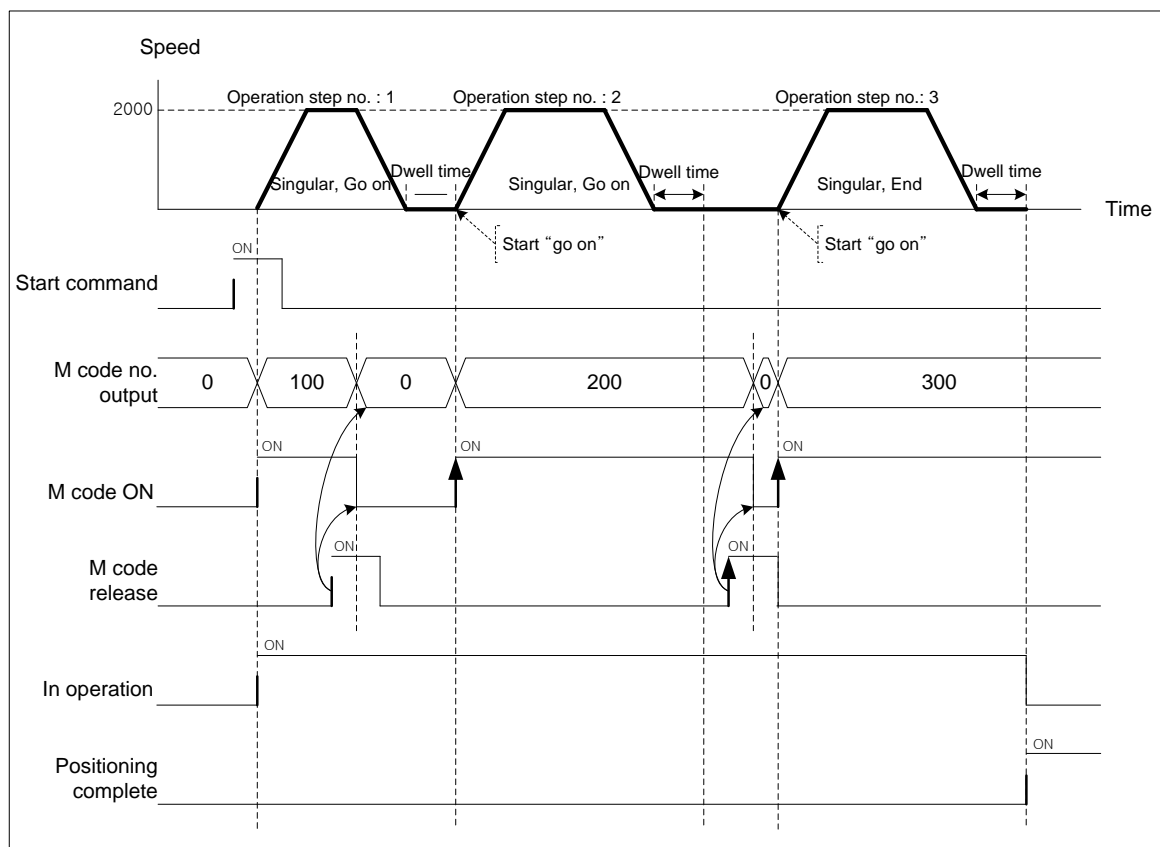 Speed
2000
Operation step no. : 1
Operation step no. : 2
Operation step no.: 3
Dwell time
Dwell time
Dwell time
Singular, Go on
Singular, Go on
Singular, End
Time
Start “go on”
Start “go on”
ON
Start command
M code no.
output
0
100
0
200
0
300
ON
ON
ON
M code ON
ON
ON
M code
release
ON
In operation
ON
Positioning
complete